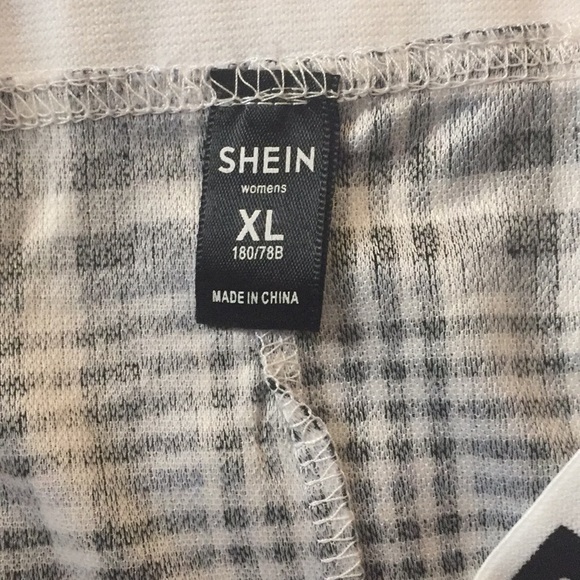 SHEIN
womens
XL
180/78B
MADE IN CHINA